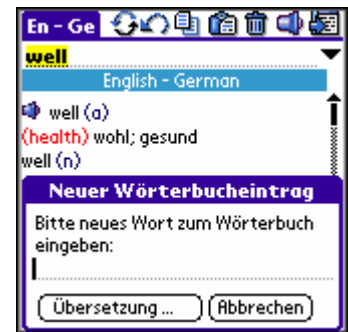 En - Ge
well
English - German
well (a)
(health) wohl; gesund
well (n)
Neuer Wörterbucheintrag
Bitte neues Wort zum Wörterbuch
eingeben:
Übersetzung ... Abbrechen